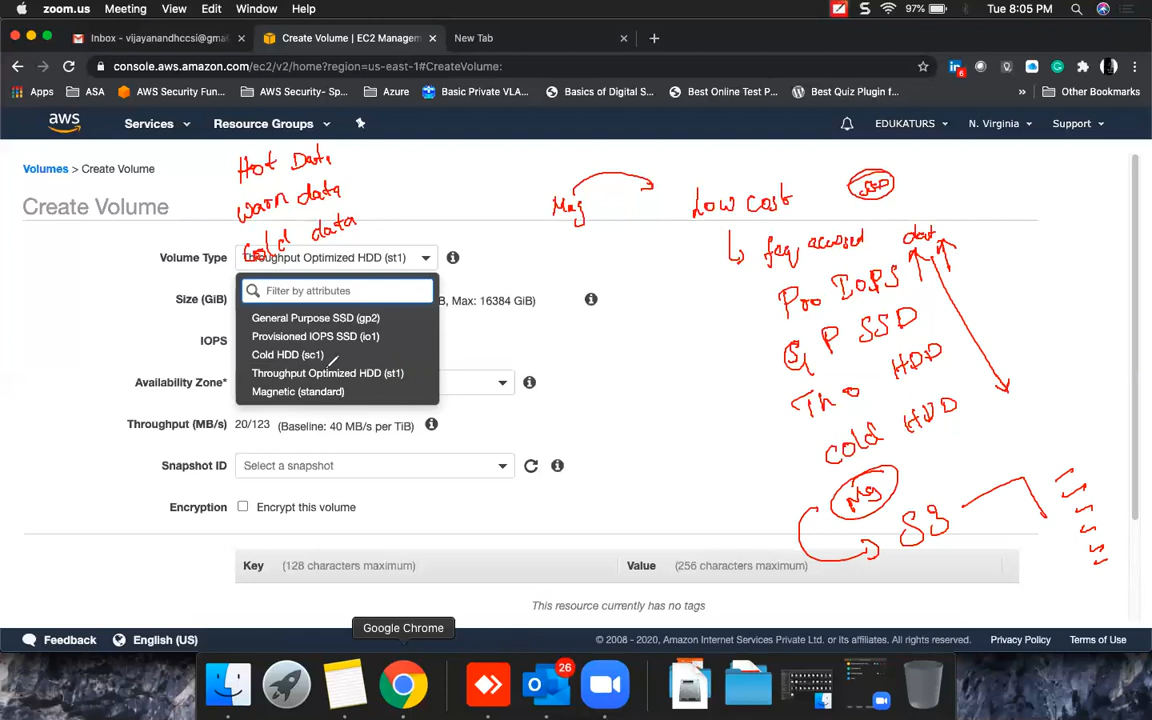 zoom.us Meeting View Edit Window Help 97% Tue 8:05 PM
Inbox - vijayanandhccsi@gmai Create Volume | EC2 Managem New Tab
console.aws.amazon.com/ec2/v2/home?region=us-east-1#CreateVolume:
Apps ASA AWS Security Fun... AWS Security- Spe... Azure Basic Private VLA... Basics of Digital S... Best Online Test P... Best Quiz Plugin f... » Other Bookmarks
aws Services Resource Groups EDUKATURS N. Virginia Support
Hot Data
Volumes > Create Volume
warm data
Create Volume
Mag Low cost SSD
Cold data
freq accessed dat
Volume Type Throughput Optimized HDD (st1)
Filter by attributes
Size (GiB) B, Max: 16384 GiB)
Pro IOPS
General Purpose SSD (gp2)
Provisioned IOPS SSD (io1)
IOPS
G P SSD
Cold HDD (sc1)
Throughput Optimized HDD (st1)
Availability Zone*
Magnetic (standard)
Tho HDD
Throughput (MB/s) 20/123 (Baseline: 40 MB/s per TiB)
Cold HDD
Snapshot ID Select a snapshot
Mg
Encryption Encrypt this volume
S3
Key (128 characters maximum) Value (256 characters maximum)
This resource currently has no tags
Google Chrome
Feedback English (US) © 2008 - 2020, Amazon Internet Services Private Ltd. or its affiliates. All rights reserved. Privacy Policy Terms of Use
26